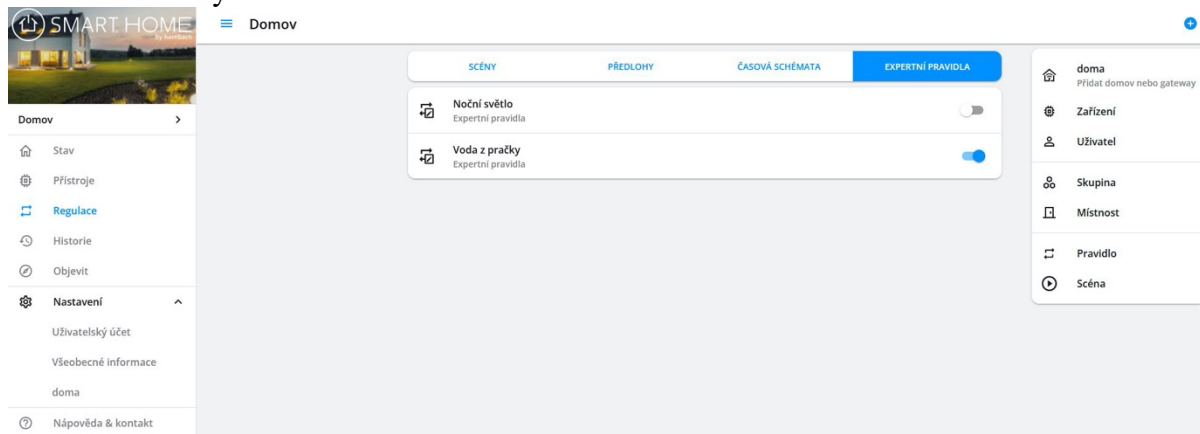 SMART HOME
by hornbach
Domov
Stav
Přístroje
Regulace
Historie
Objevit
Nastavení
Uživatelský účet
Všeobecné informace
doma
Nápověda & kontakt
Domov
SCÉNY PŘEDLOHY ČASOVÁ SCHÉMATA EXPERTNÍ PRAVIDLA
Noční světlo
Expertní pravidla
Voda z pračky
Expertní pravidla
doma
Přidat domov nebo gateway
Zařízení
Uživatel
Skupina
Místnost
Pravidlo
Scéna